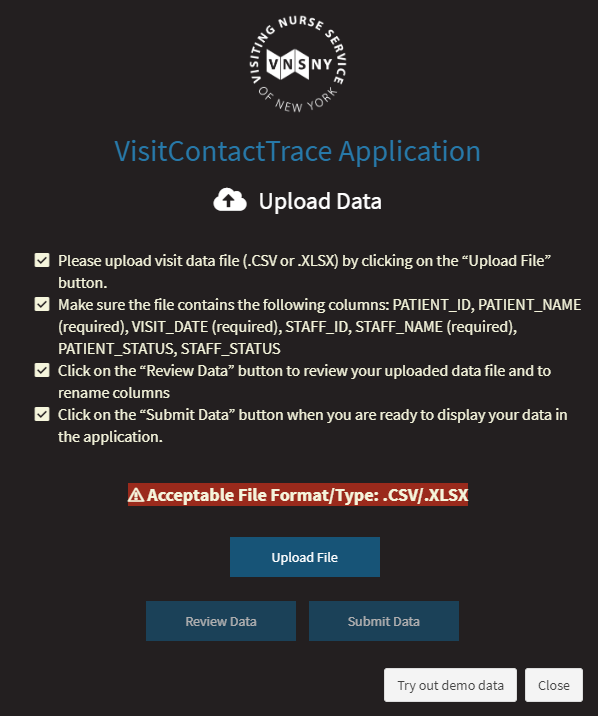 VISITING NURSE SERVICE
VNSNY
OF NEW YORK
VisitContactTrace Application
Upload Data
Please upload visit data file (.CSV or .XLSX) by clicking on the “Upload File”
button.
Make sure the file contains the following columns: PATIENT_ID, PATIENT_NAME
(required), VISIT_DATE (required), STAFF_ID, STAFF_NAME (required),
PATIENT_STATUS, STAFF_STATUS
Click on the “Review Data” button to review your uploaded data file and to
rename columns
Click on the “Submit Data” button when you are ready to display your data in
the application.
Acceptable File Format/Type: .CSV/.XLSX
Upload File
Review Data Submit Data
Try out demo data Close